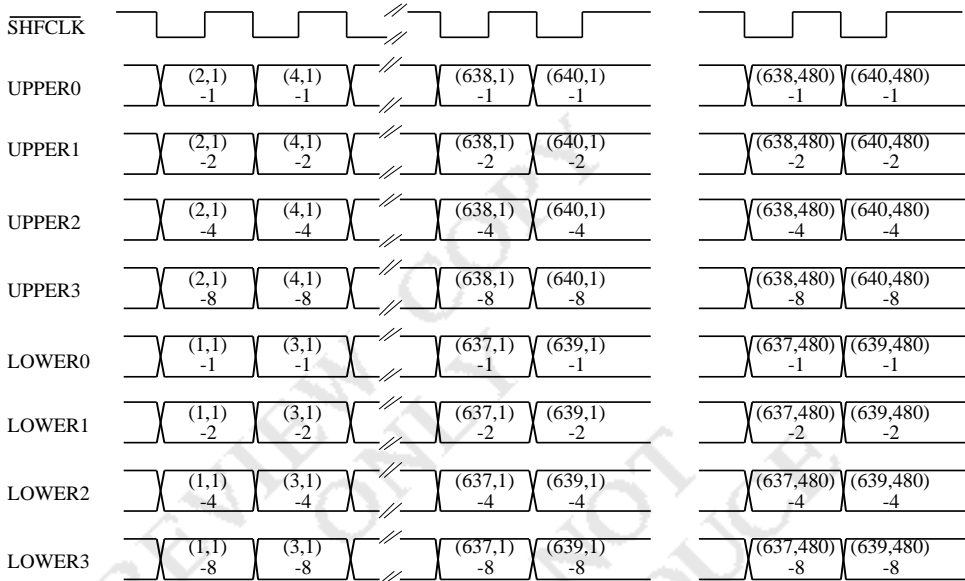 SHFCLK
UPPER0 (2,1) (4,1) (638,1) (640,1) (638,480) (640,480)
-1 -1 -1 -1 -1 -1
UPPER1 (2,1) (4,1) (638,1) (640,1) (638,480) (640,480)
-2 -2 -2 -2 -2 -2
UPPER2 (2,1) (4,1) (638,1) (640,1) (638,480) (640,480)
-4 -4 -4 -4 -4 -4
UPPER3 (2,1) (4,1) (638,1) (640,1) (638,480) (640,480)
-8 -8 -8 -8 -8 -8
LOWER0 (1,1) (3,1) (637,1) (639,1) (637,480) (639,480)
-1 -1 -1 -1 -1 -1
LOWER1 (1,1) (3,1) (637,1) (639,1) (637,480) (639,480)
-2 -2 -2 -2 -2 -2
LOWER2 (1,1) (3,1) (637,1) (639,1) (637,480) (639,480)
-4 -4 -4 -4 -4 -4
LOWER3 (1,1) (3,1) (637,1) (639,1) (637,480) (639,480)
-8 -8 -8 -8 -8 -8
REVIEW COPY
ONLY
NOT